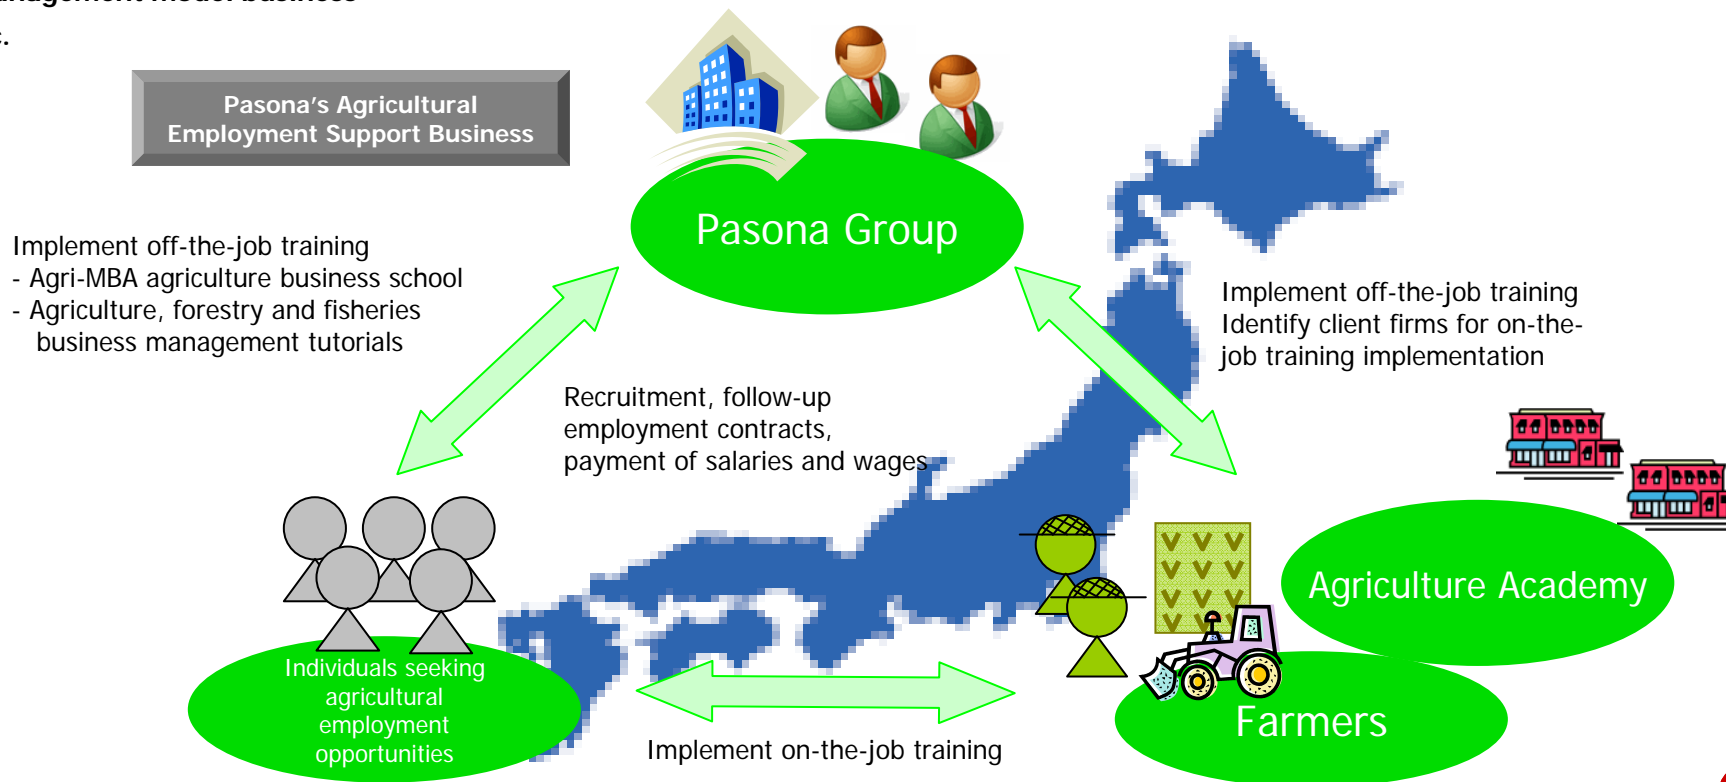 Pasona's Agricultural
Employment Support Business
Pasona Group
Implement off-the-job training
- Agri-MBA agriculture business school
- Agriculture, forestry and fisheries
business management tutorials
Implement off-the-job training
Identify client firms for on-the-
job training implementation
Recruitment, follow-up
employment contracts,
payment of salaries and wages
Agriculture Academy
Individuals seeking
agricultural
employment
opportunities
Farmers
Implement on-the-job training